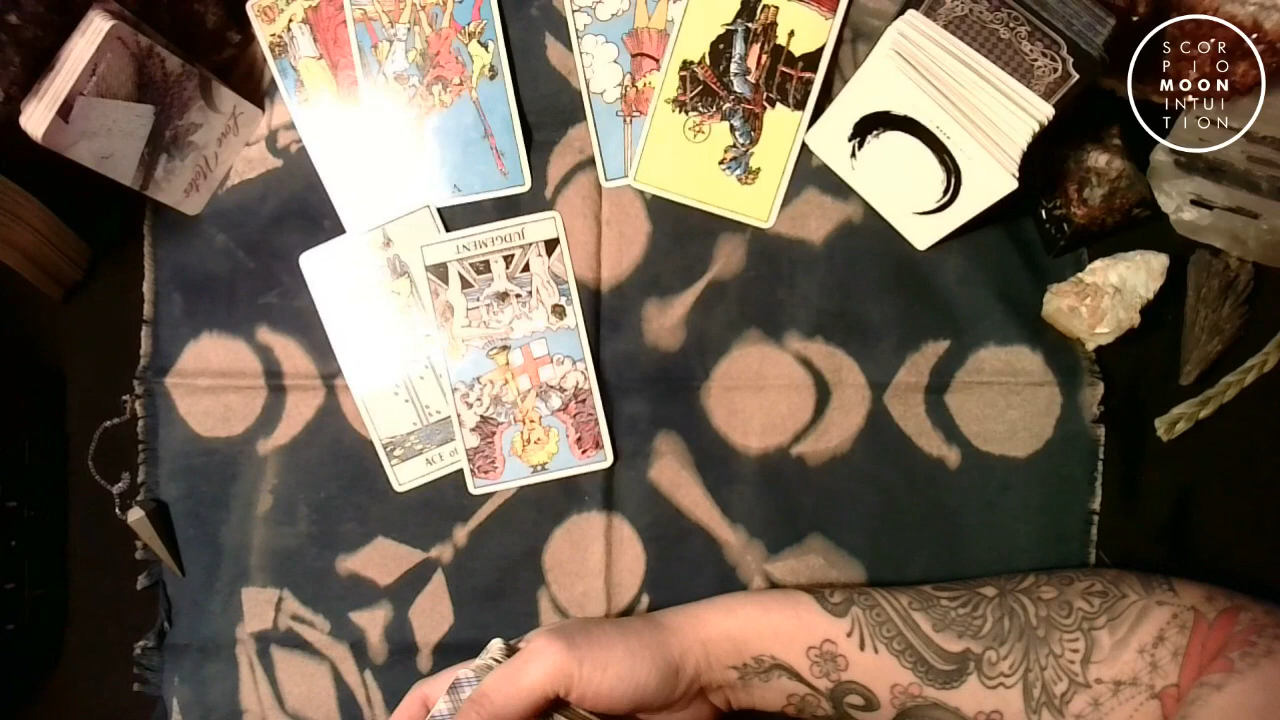 SCOR
PIO
MOON
INTUI
TION
Love Notes
V
JUDGEMENT
ACE of